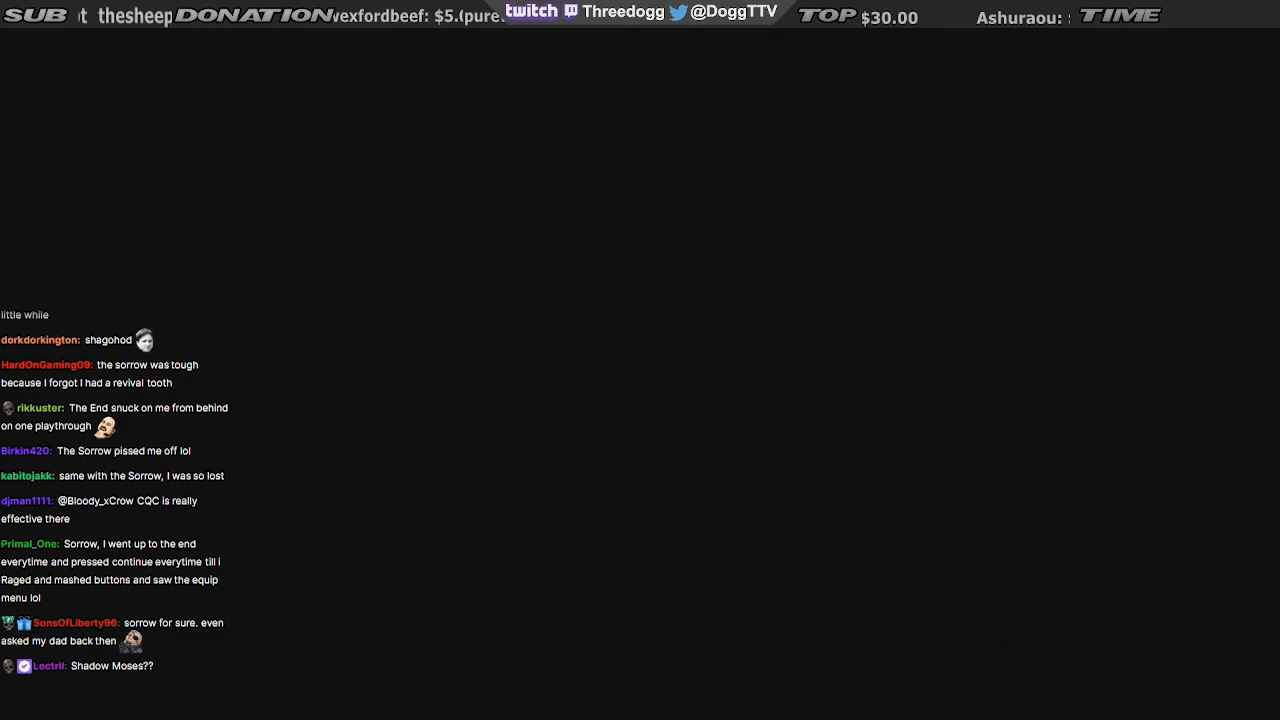 SUB thesheep DONATION wexfordbeef: $5.(pure. twitch Threedogg @DoggTTV TOP $30.00 Ashuraou: TIME
little while
dorkdorkington: shagohod
HardOnGaming09: the sorrow was tough
because I forgot I had a revival tooth
rikkuster: The End snuck on me from behind
on one playthrough
Birkin420: The Sorrow pissed me off lol
kabitojakk: same with the Sorrow, I was so lost
djman1111: @Bloody_xCrow CQC is really
effective there
Primal_One: Sorrow, I went up to the end
everytime and pressed continue everytime till i
Raged and mashed buttons and saw the equip
menu lol
SonsOfLiberty96: sorrow for sure. even
asked my dad back then
Lectril: Shadow Moses??